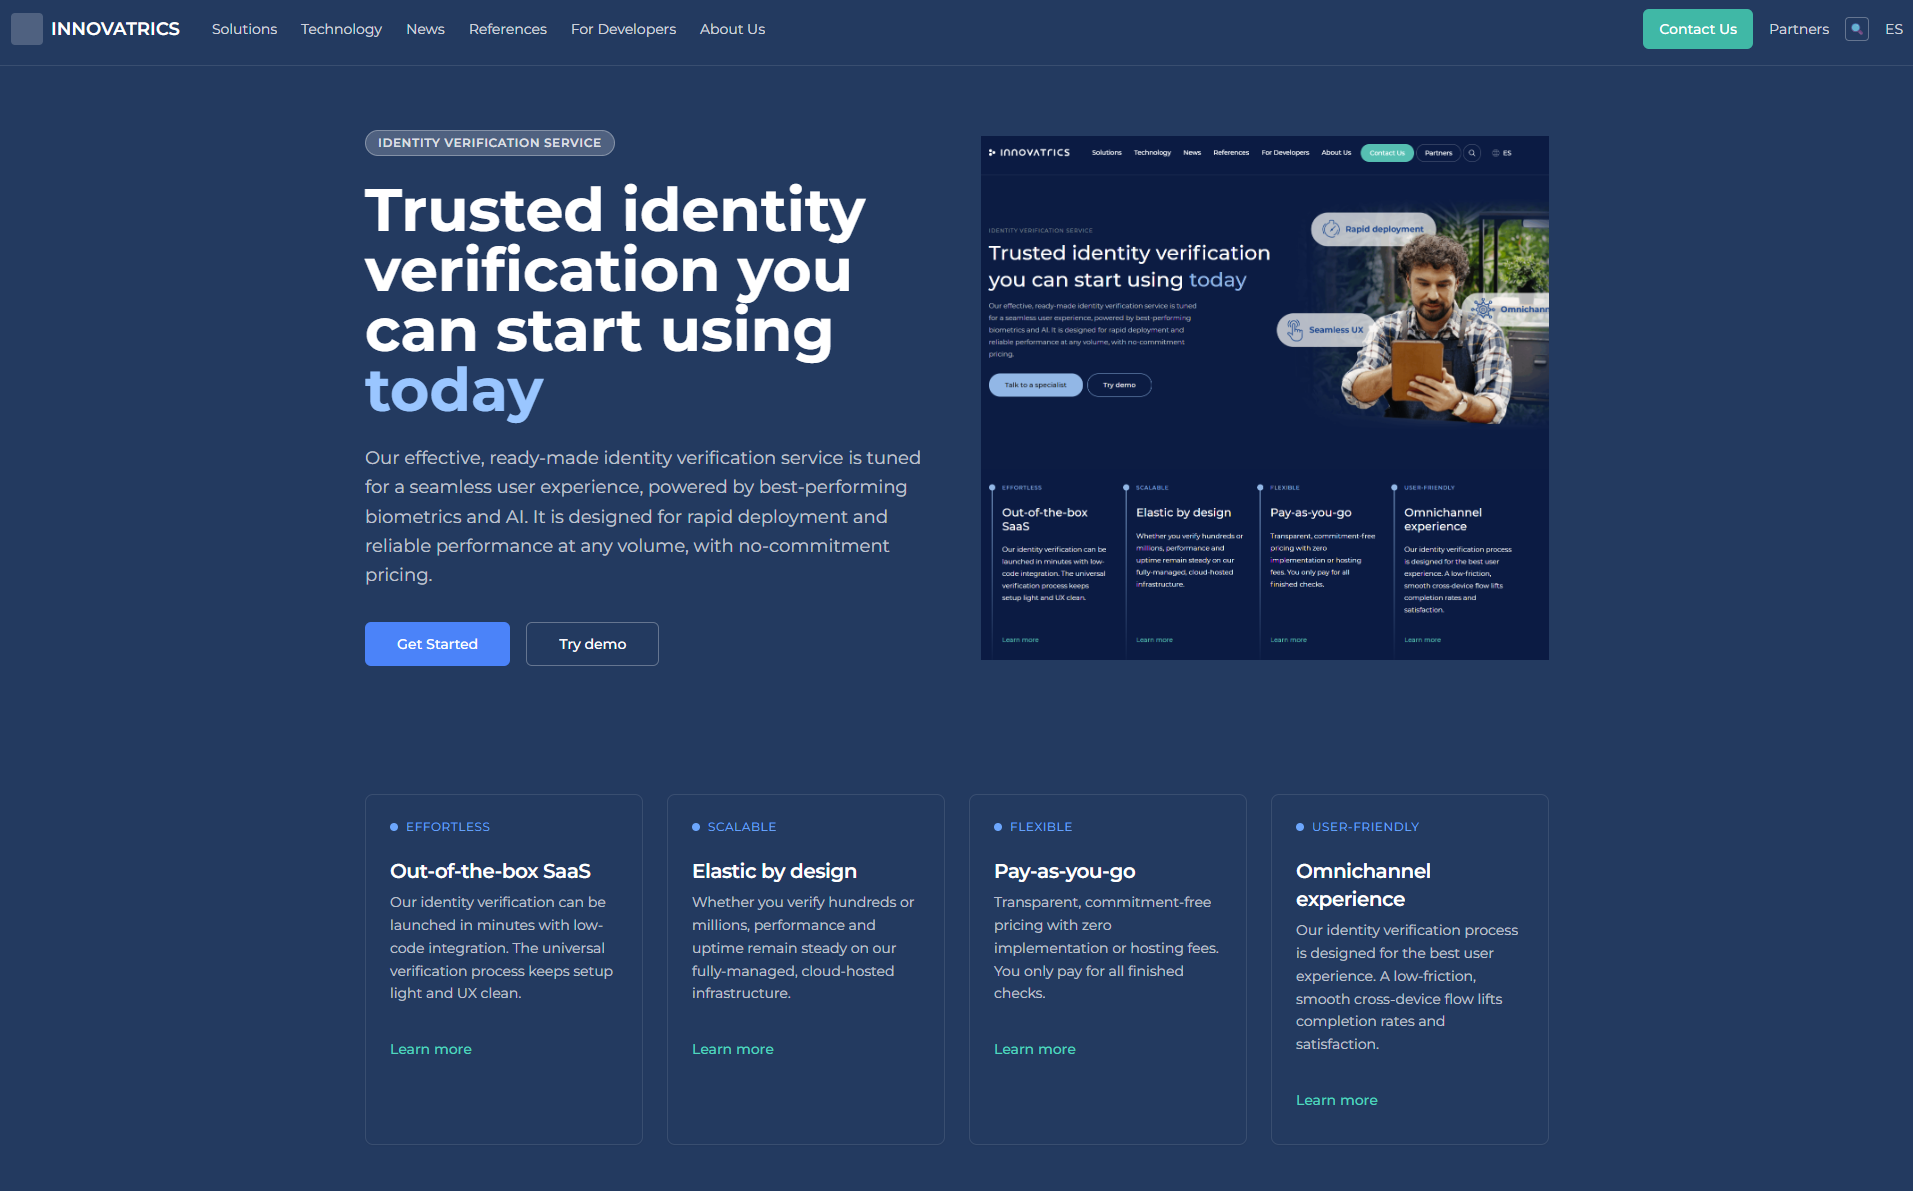 INNOVATRICS Solutions Technology News References For Developers About Us Contact Us Partners ES
IDENTITY VERIFICATION SERVICE
Trusted identity
verification you
can start using
today
Our effective, ready-made identity verification service is tuned
for a seamless user experience, powered by best-performing
biometrics and AI. It is designed for rapid deployment and
reliable performance at any volume, with no-commitment
pricing.
Get Started Try demo
INNOVATRICS Solutions Technology News References For Developers About Us Contact Us Partners ES
IDENTITY VERIFICATION SERVICE
Trusted identity verification
you can start using today
Our effective, ready-made identity verification service is tuned
for a seamless user experience, powered by best-performing
biometrics and AI. It is designed for rapid deployment and
reliable performance at any volume, with no-commitment
pricing.
Talk to a specialist Try demo
Rapid deployment
Seamless UX
Omnichann
EFFORTLESS
Out-of-the-box
SaaS
Our identity verification can be
launched in minutes with low-
code integration. The universal
verification process keeps
setup light and UX clean.
Learn more
SCALABLE
Elastic by design
Whether you verify hundreds or
millions, performance and
uptime remain steady on our
fully-managed, cloud-hosted
infrastructure.
Learn more
FLEXIBLE
Pay-as-you-go
Transparent, commitment-free
pricing with zero
implementation or hosting
fees. You only pay for all
finished checks.
Learn more
USER-FRIENDLY
Omnichannel
experience
Our identity verification process
is designed for the best user
experience. A low-friction,
smooth cross-device flow lifts
completion rates and
satisfaction.
Learn more
EFFORTLESS
Out-of-the-box SaaS
Our identity verification can be
launched in minutes with low-
code integration. The universal
verification process keeps setup
light and UX clean.
Learn more
SCALABLE
Elastic by design
Whether you verify hundreds or
millions, performance and
uptime remain steady on our
fully-managed, cloud-hosted
infrastructure.
Learn more
FLEXIBLE
Pay-as-you-go
Transparent, commitment-free
pricing with zero
implementation or hosting fees.
You only pay for all finished
checks.
Learn more
USER-FRIENDLY
Omnichannel
experience
Our identity verification process
is designed for the best user
experience. A low-friction,
smooth cross-device flow lifts
completion rates and
satisfaction.
Learn more